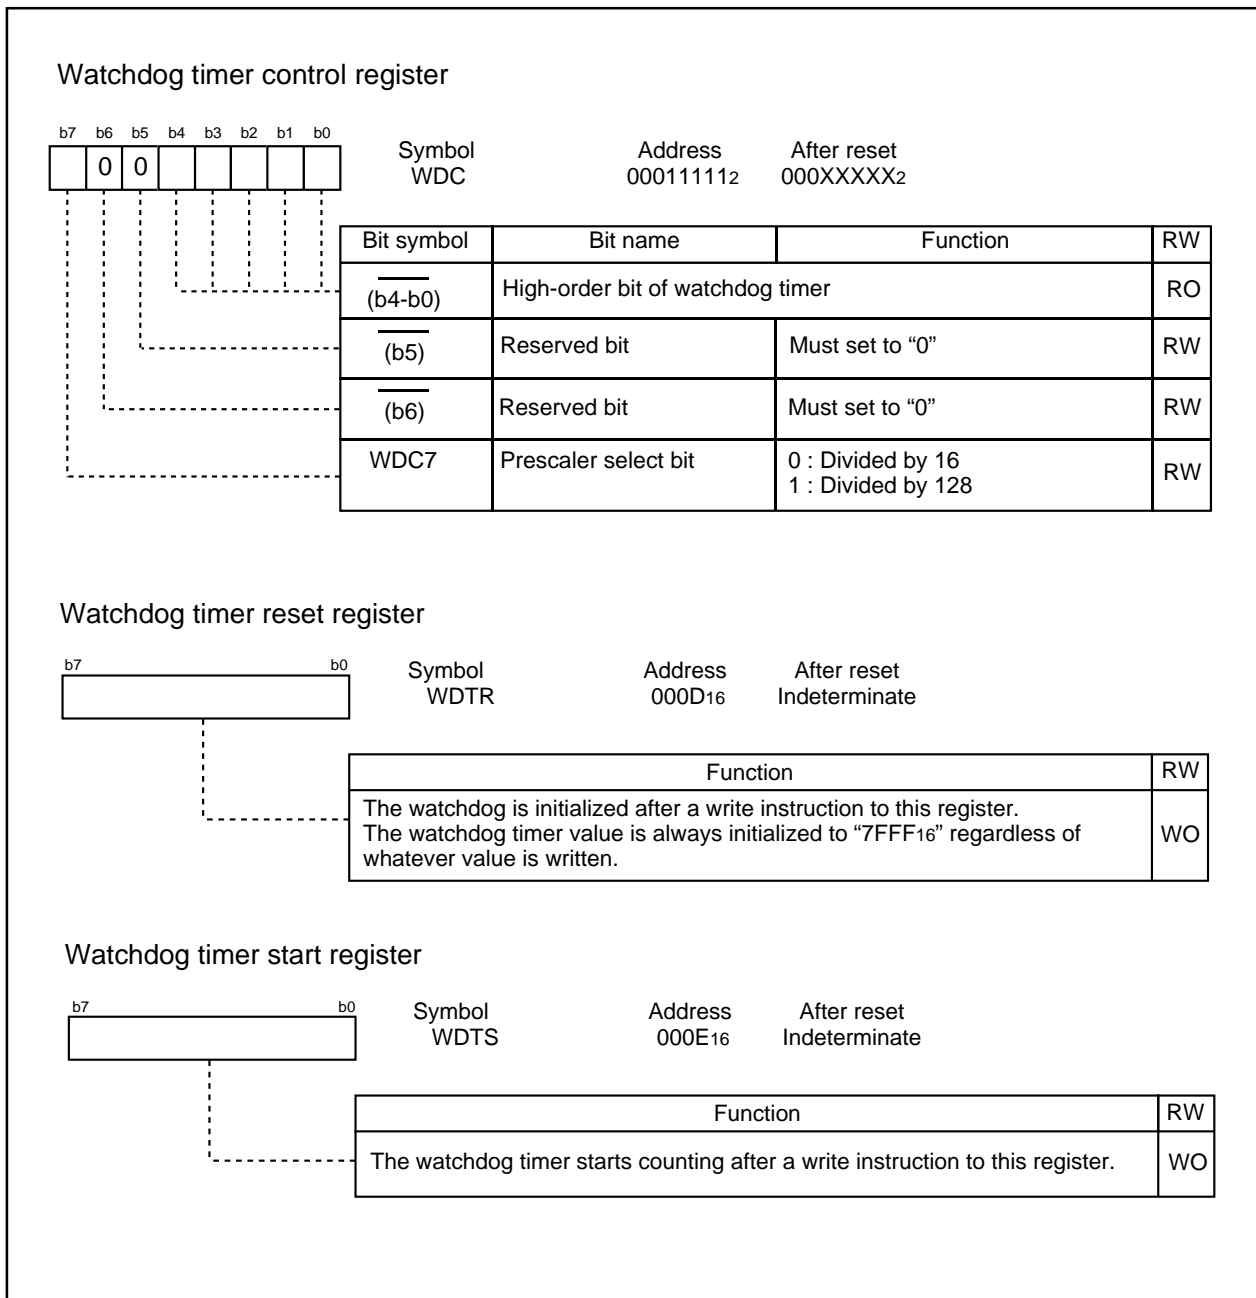 Watchdog timer control register
b7 b6 b5 b4 b3 b2 b1 b0
0 0
Symbol Address After reset
WDC 000111112 000XXXXX2
Bit symbol Bit name Function RW
(b4-b0) High-order bit of watchdog timer RO
(b5) Reserved bit Must set to “0” RW
(b6) Reserved bit Must set to “0” RW
WDC7 Prescaler select bit 0 : Divided by 16 RW
1 : Divided by 128
Watchdog timer reset register
b7 b0
Symbol Address After reset
WDTR 000D16 Indeterminate
Function RW
The watchdog is initialized after a write instruction to this register.
The watchdog timer value is always initialized to “7FFF16” regardless of WO
whatever value is written.
Watchdog timer start register
b7 b0
Symbol Address After reset
WDTS 000E16 Indeterminate
Function RW
The watchdog timer starts counting after a write instruction to this register. WO